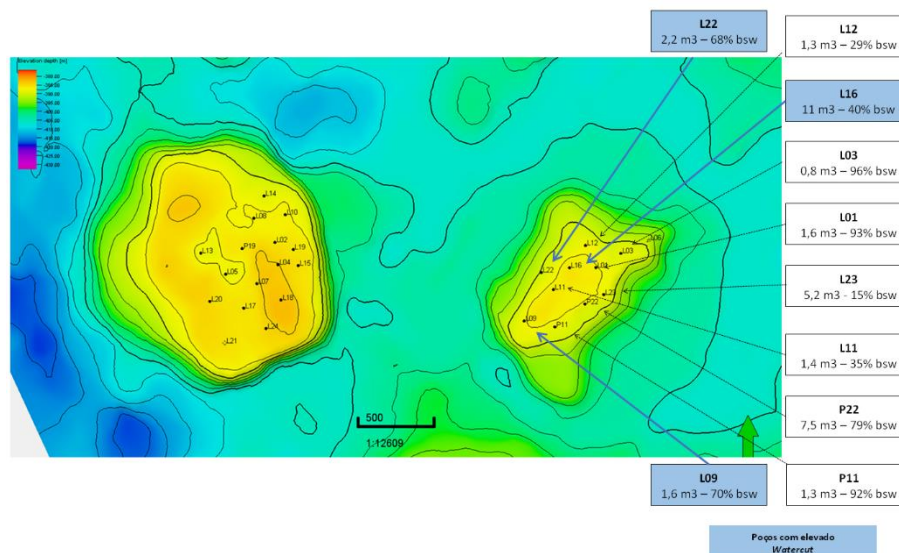 L22
2,2 m3 – 68% bsw
L12
1,3 m3 – 29% bsw
L16
11 m3 – 40% bsw
L03
0,8 m3 – 96% bsw
L01
1,6 m3 – 93% bsw
L23
5,2 m3 - 15% bsw
L11
1,4 m3 – 35% bsw
P22
7,5 m3 – 79% bsw
P11
1,3 m3 – 92% bsw
L09
1,6 m3 – 70% bsw
Poços com elevado
Watercut
Elevation depth [m]
L14
L08
L10
L13
P19
L02
L19
L04
L15
L05
L07
L20
L17
L18
L24
L21
L12
L06
L03
L22
L16
L01
L11
L23
P22
L09
P11
500
1:12609